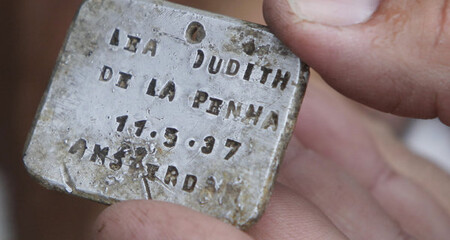 LEA JUDITH
DE LA PENHA
11.5.37
AMSTERDAM